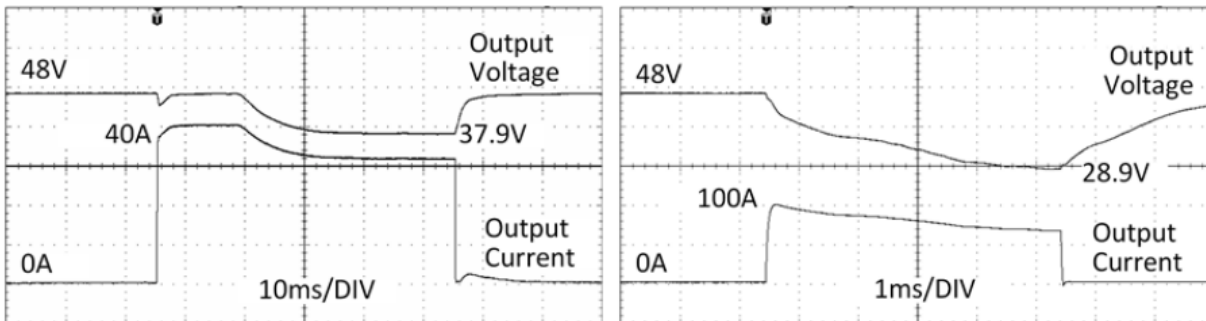 Output
Voltage
48V
40A
37.9V
Output
Current
0A
10ms/DIV
Output
Voltage
48V
28.9V
100A
Output
Current
0A
1ms/DIV